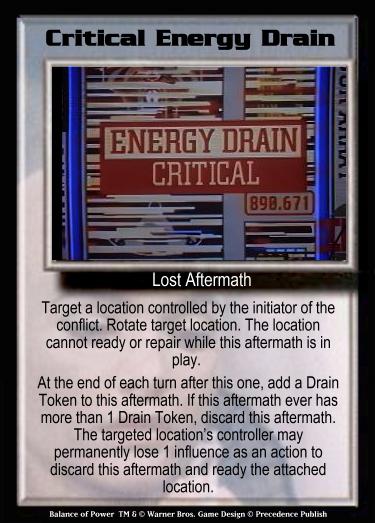 Critical Energy Drain
ENERGY DRAIN
CRITICAL
890.671
Lost Aftermath
Target a location controlled by the initiator of the
conflict. Rotate target location. The location
cannot ready or repair while this aftermath is in
play.
At the end of each turn after this one, add a Drain
Token to this aftermath. If this aftermath ever has
more than 1 Drain Token, discard this aftermath.
The targeted location's controller may
permanently lose 1 influence as an action to
discard this aftermath and ready the attached
location.
Balance of Power TM & © Warner Bros. Game Design © Precedence Publish